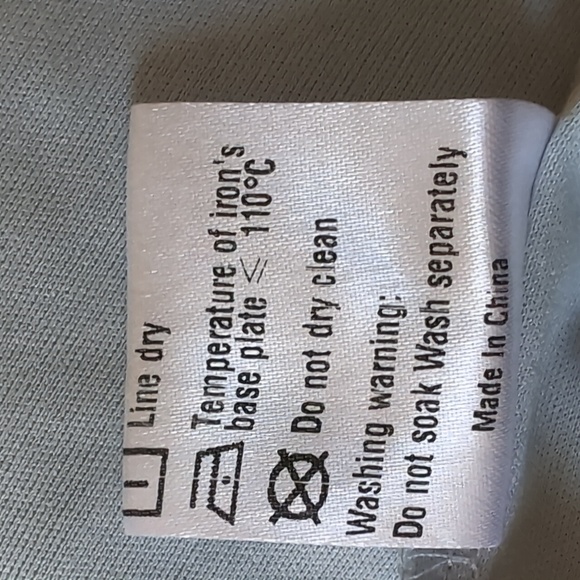 Line dry
Temperature of iron's
base plate ⩽ 110°C
Do not dry clean
Washing warning:
Do not soak Wash separately
Made In China